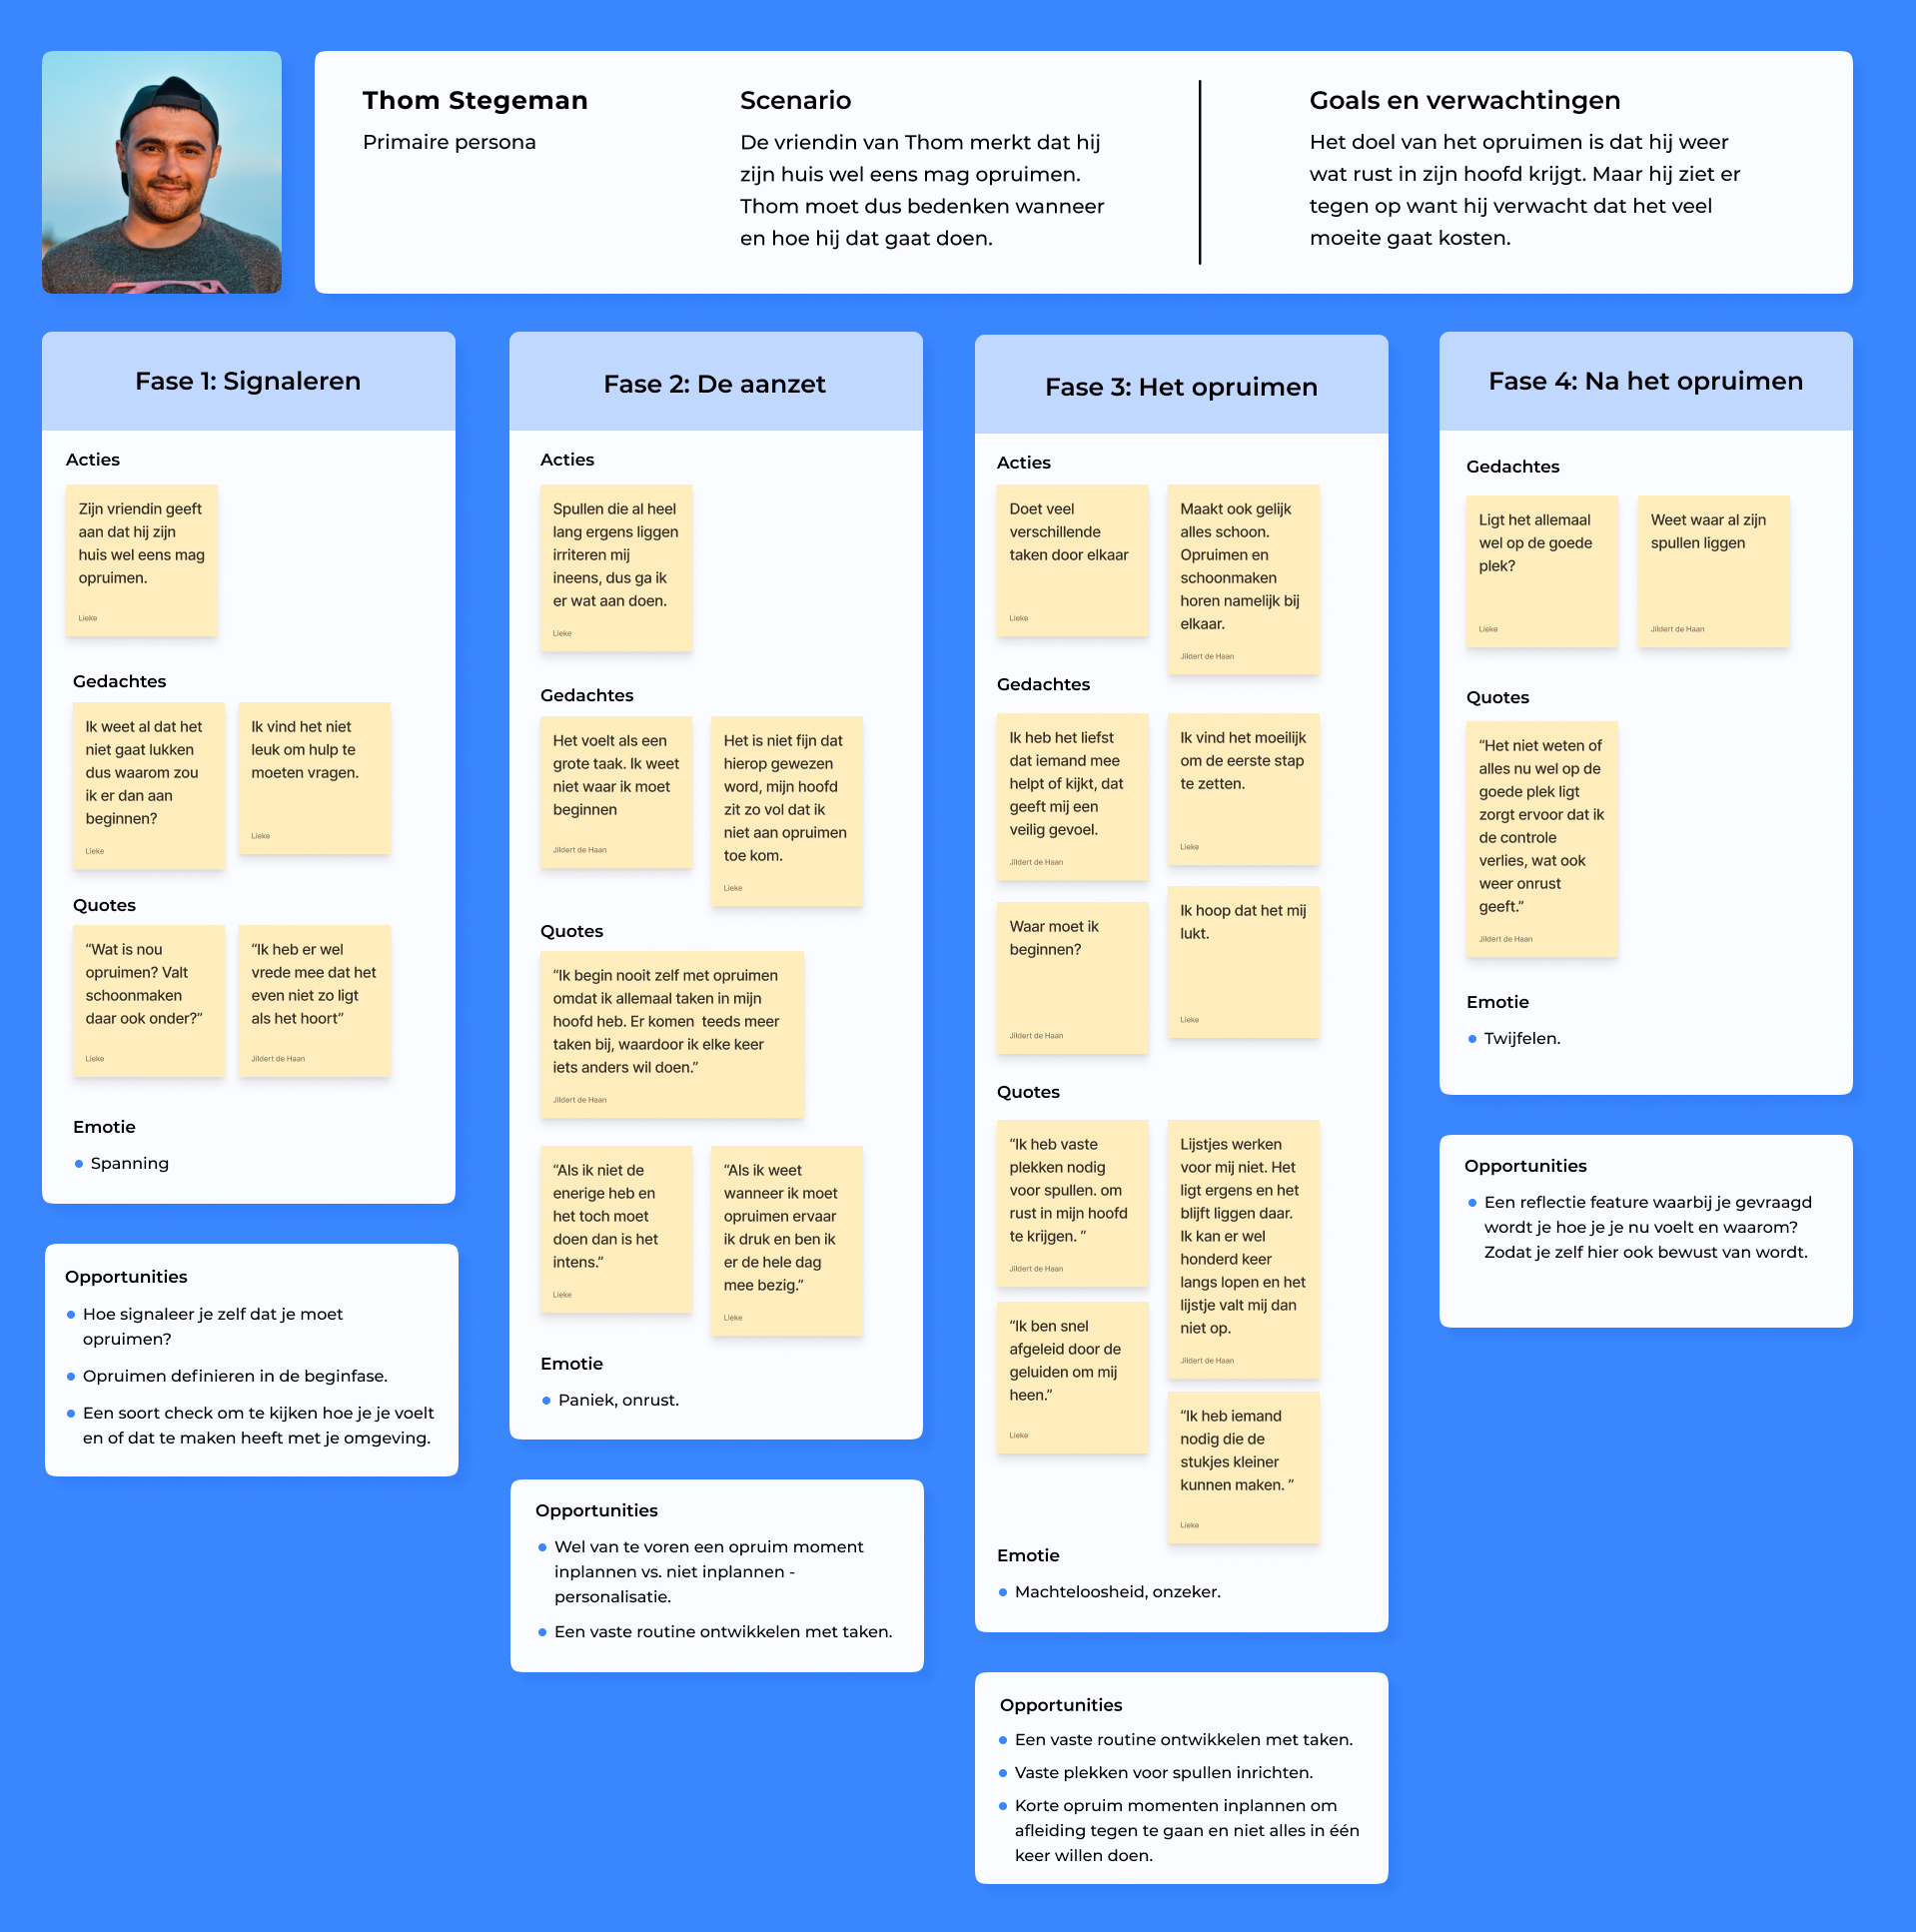 Thom Stegeman
Primaire persona
Scenario
De vriendin van Thom merkt dat hij
zijn huis wel eens mag opruimen.
Thom moet dus bedenken wanneer
en hoe hij dat gaat doen.
Goals en verwachtingen
Het doel van het opruimen is dat hij weer
wat rust in zijn hoofd krijgt. Maar hij ziet er
tegen op want hij verwacht dat het veel
moeite gaat kosten.
Fase 1: Signaleren
Acties
Zijn vriendin geeft
aan dat hij zijn
huis wel eens mag
opruimen.
Lieke
Gedachtes
Ik weet al dat het
niet gaat lukken
dus waarom zou
ik er dan aan
beginnen?
Lieke
Ik vind het niet
leuk om hulp te
moeten vragen.
Lieke
Quotes
“Wat is nou
opruimen? Valt
schoonmaken
daar ook onder?”
Lieke
“Ik heb er wel
vrede mee dat het
even niet zo ligt
als het hoort”
Jildert de Haan
Emotie
Spanning
Opportunities
Hoe signaleer je zelf dat je moet
opruimen?
Opruimen definieren in de beginfase.
Een soort check om te kijken hoe je je voelt
en of dat te maken heeft met je omgeving.
Fase 2: De aanzet
Acties
Spullen die al heel
lang ergens liggen
irriteren mij
ineens, dus ga ik
er wat aan doen.
Lieke
Gedachtes
Het voelt als een
grote taak. Ik weet
niet waar ik moet
beginnen
Jildert de Haan
Het is niet fijn dat
hierop gewezen
word, mijn hoofd
zit zo vol dat ik
niet aan opruimen
toe kom.
Lieke
Quotes
“Ik begin nooit zelf met opruimen
omdat ik allemaal taken in mijn
hoofd heb. Er komen  teeds meer
taken bij, waardoor ik elke keer
iets anders wil doen.”
Jildert de Haan
“Als ik niet de
enerige heb en
het toch moet
doen dan is het
intens.”
Lieke
“Als ik weet
wanneer ik moet
opruimen ervaar
ik druk en ben ik
er de hele dag
mee bezig.”
Lieke
Emotie
Paniek, onrust.
Opportunities
Wel van te voren een opruim moment
inplannen vs. niet inplannen -
personalisatie.
Een vaste routine ontwikkelen met taken.
Fase 3: Het opruimen
Acties
Doet veel
verschillende
taken door elkaar
Lieke
Maakt ook gelijk
alles schoon.
Opruimen en
schoonmaken
horen namelijk bij
elkaar.
Jildert de Haan
Gedachtes
Ik heb het liefst
dat iemand mee
helpt of kijkt, dat
geeft mij een
veilig gevoel.
Jildert de Haan
Ik vind het moeilijk
om de eerste stap
te zetten.
Lieke
Waar moet ik
beginnen?
Jildert de Haan
Ik hoop dat het mij
lukt.
Lieke
Quotes
“Ik heb vaste
plekken nodig
voor spullen. om
rust in mijn hoofd
te krijgen. ”
Jildert de Haan
Lijstjes werken
voor mij niet. Het
ligt ergens en het
blijft liggen daar.
Ik kan er wel
honderd keer
langs lopen en het
lijstje valt mij dan
niet op.
Jildert de Haan
“Ik ben snel
afgeleid door de
geluiden om mij
heen.”
Lieke
“Ik heb iemand
nodig die de
stukjes kleiner
kunnen maken. ”
Lieke
Emotie
Machteloosheid, onzeker.
Opportunities
Een vaste routine ontwikkelen met taken.
Vaste plekken voor spullen inrichten.
Korte opruim momenten inplannen om
afleiding tegen te gaan en niet alles in één
keer willen doen.
Fase 4: Na het opruimen
Gedachtes
Ligt het allemaal
wel op de goede
plek?
Lieke
Weet waar al zijn
spullen liggen
Jildert de Haan
Quotes
“Het niet weten of
alles nu wel op de
goede plek ligt
zorgt ervoor dat ik
de controle
verlies, wat ook
weer onrust
geeft.”
Jildert de Haan
Emotie
Twijfelen.
Opportunities
Een reflectie feature waarbij je gevraagd
wordt je hoe je je nu voelt en waarom?
Zodat je zelf hier ook bewust van wordt.